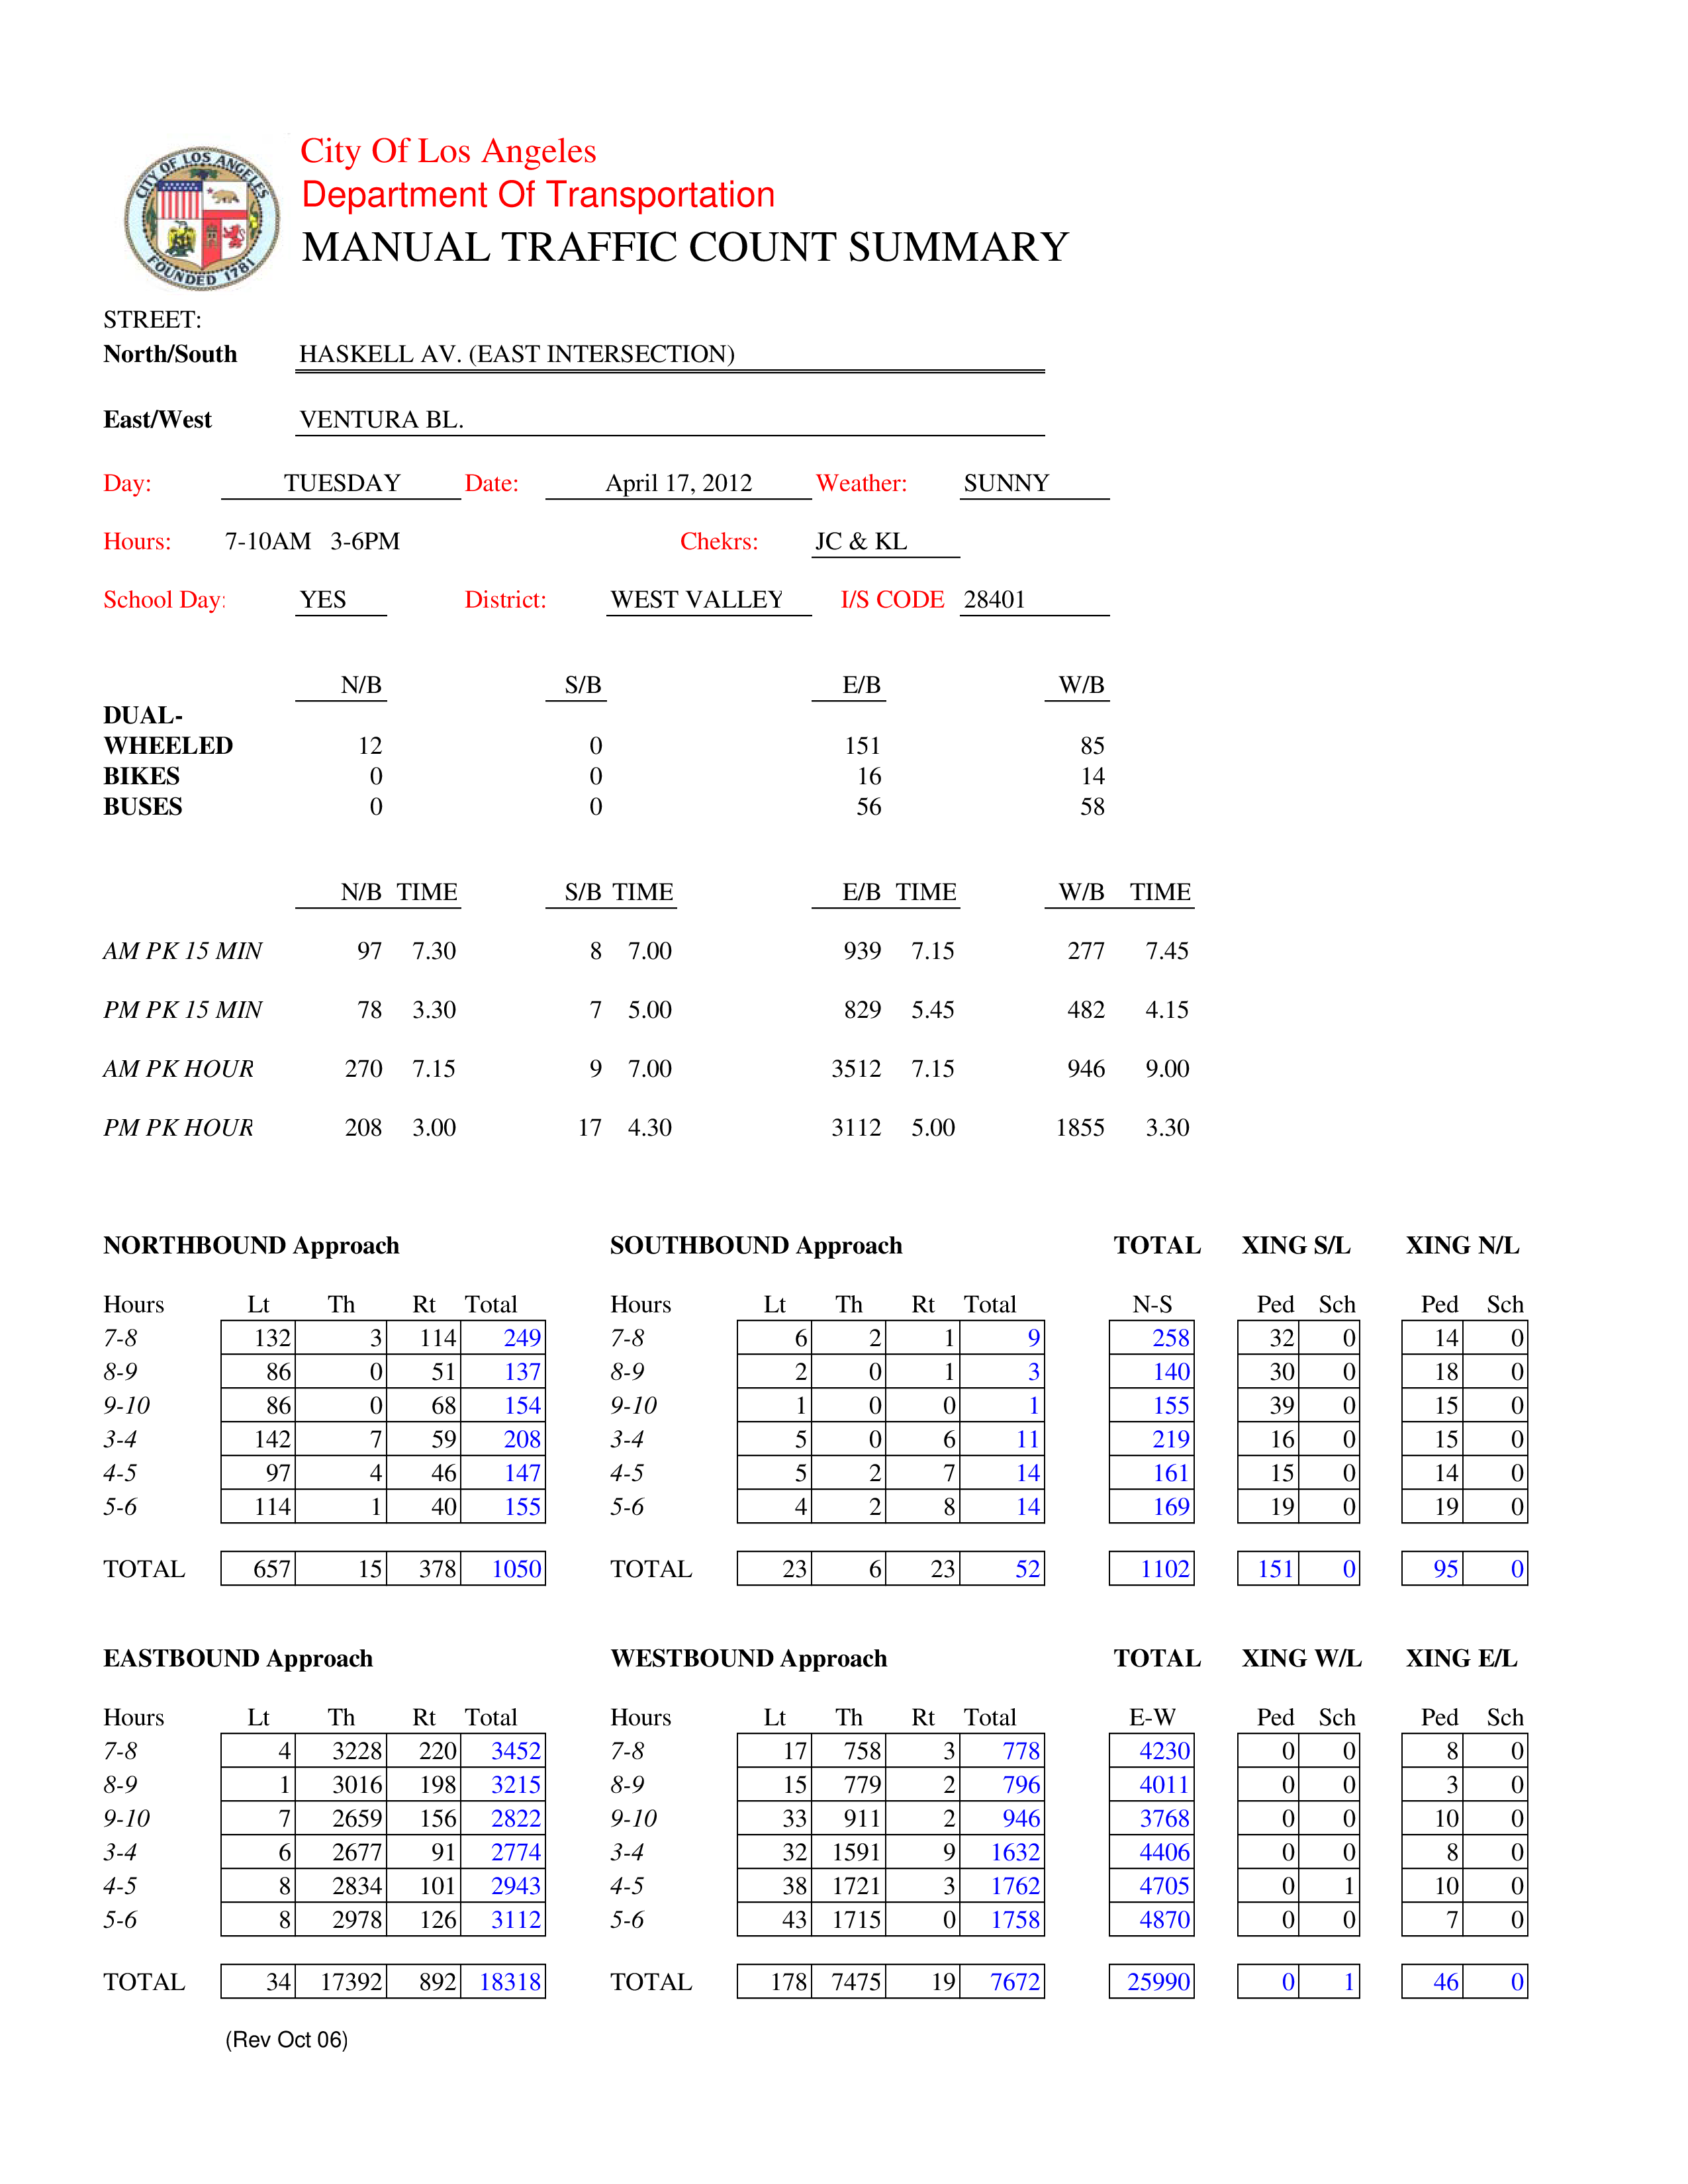 CITY OF LOS ANGELES
FOUNDED 1781
City Of Los Angeles
Department Of Transportation
MANUAL TRAFFIC COUNT SUMMARY
STREET:
North/South HASKELL AV. (EAST INTERSECTION)
East/West VENTURA BL.
Day: TUESDAY Date: April 17, 2012 Weather: SUNNY
Hours: 7-10AM 3-6PM Chekrs: JC & KL
School Day: YES District: WEST VALLEY I/S CODE 28401
N/B S/B E/B W/B
DUAL-
WHEELED 12 0 151 85
BIKES 0 0 16 14
BUSES 0 0 56 58
N/B TIME S/B TIME E/B TIME W/B TIME
AM PK 15 MIN 97 7.30 8 7.00 939 7.15 277 7.45
PM PK 15 MIN 78 3.30 7 5.00 829 5.45 482 4.15
AM PK HOUR 270 7.15 9 7.00 3512 7.15 946 9.00
PM PK HOUR 208 3.00 17 4.30 3112 5.00 1855 3.30
NORTHBOUND Approach SOUTHBOUND Approach TOTAL XING S/L XING N/L
Hours Lt Th Rt Total Hours Lt Th Rt Total N-S Ped Sch Ped Sch
7-8 132 3 114 249 7-8 6 2 1 9 258 32 0 14 0
8-9 86 0 51 137 8-9 2 0 1 3 140 30 0 18 0
9-10 86 0 68 154 9-10 1 0 0 1 155 39 0 15 0
3-4 142 7 59 208 3-4 5 0 6 11 219 16 0 15 0
4-5 97 4 46 147 4-5 5 2 7 14 161 15 0 14 0
5-6 114 1 40 155 5-6 4 2 8 14 169 19 0 19 0
TOTAL 657 15 378 1050 TOTAL 23 6 23 52 1102 151 0 95 0
EASTBOUND Approach WESTBOUND Approach TOTAL XING W/L XING E/L
Hours Lt Th Rt Total Hours Lt Th Rt Total E-W Ped Sch Ped Sch
7-8 4 3228 220 3452 7-8 17 758 3 778 4230 0 0 8 0
8-9 1 3016 198 3215 8-9 15 779 2 796 4011 0 0 3 0
9-10 7 2659 156 2822 9-10 33 911 2 946 3768 0 0 10 0
3-4 6 2677 91 2774 3-4 32 1591 9 1632 4406 0 0 8 0
4-5 8 2834 101 2943 4-5 38 1721 3 1762 4705 0 1 10 0
5-6 8 2978 126 3112 5-6 43 1715 0 1758 4870 0 0 7 0
TOTAL 34 17392 892 18318 TOTAL 178 7475 19 7672 25990 0 1 46 0
(Rev Oct 06)